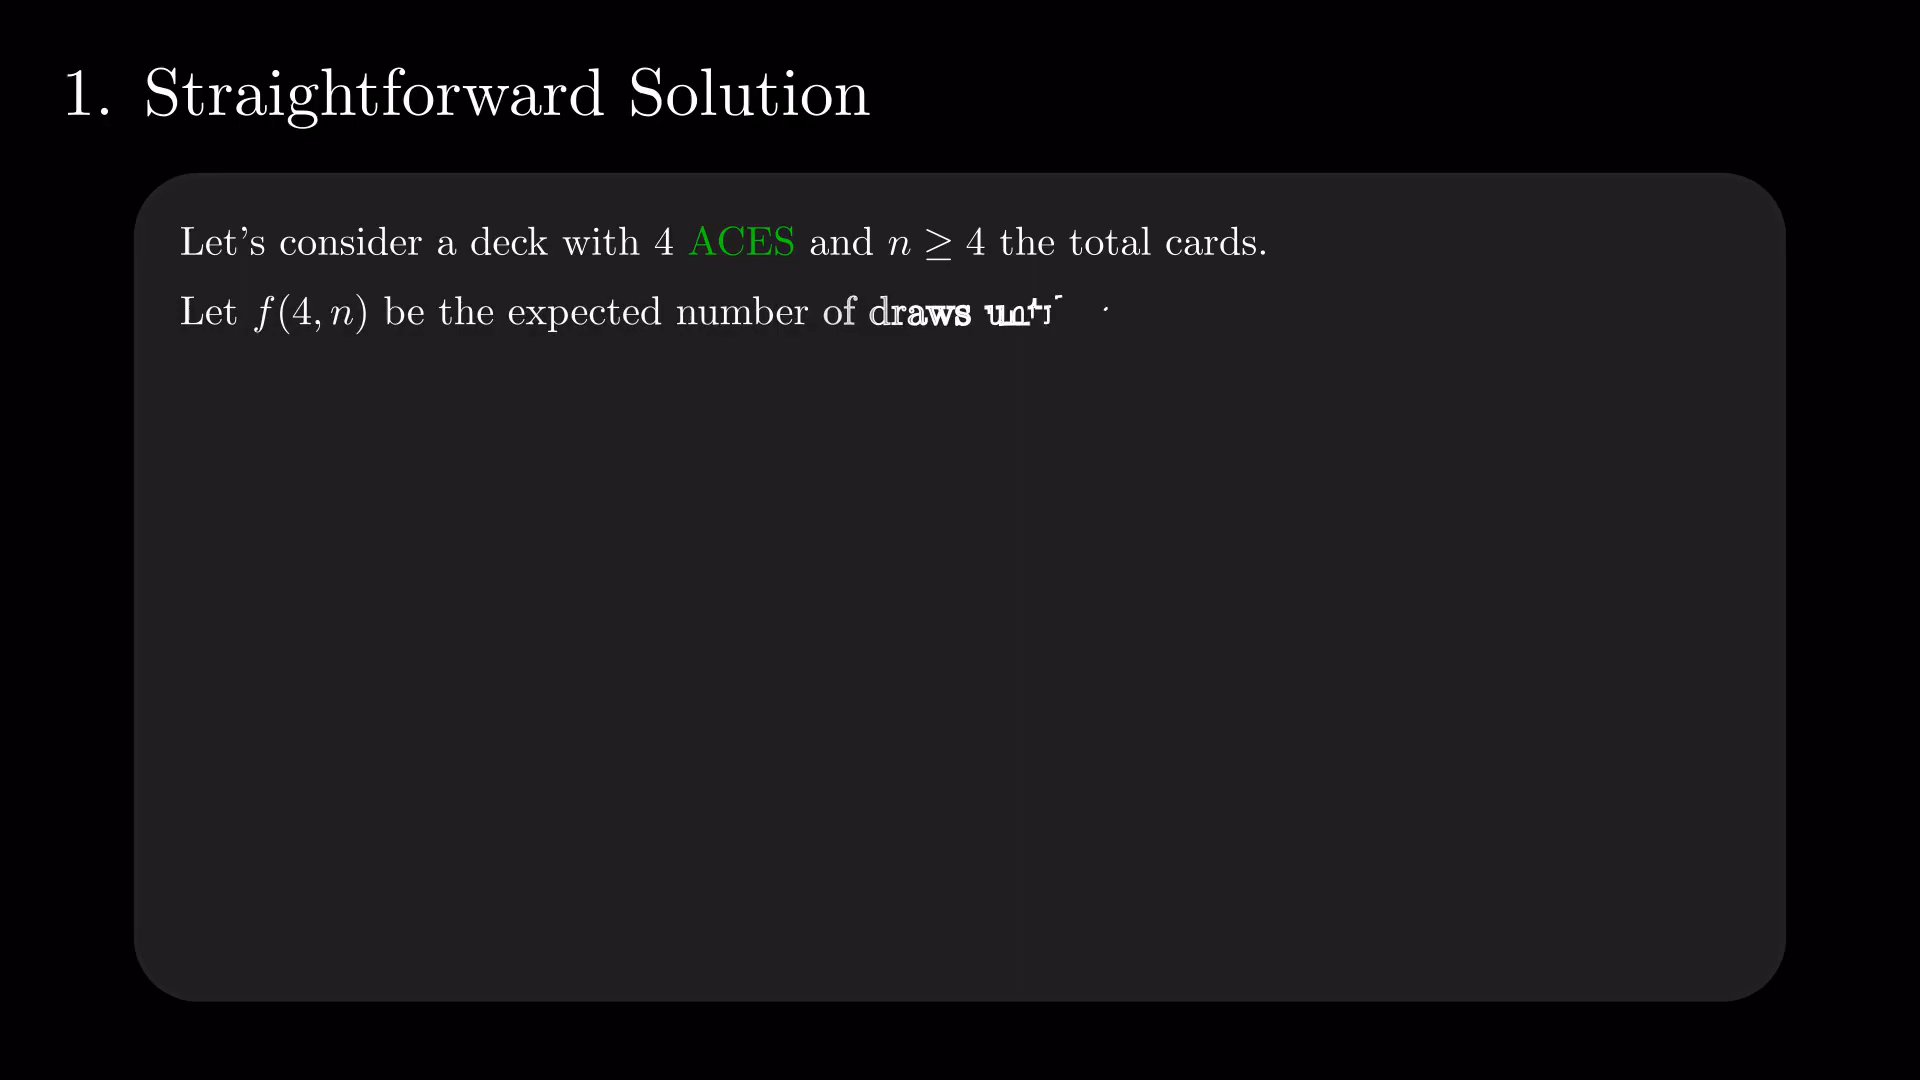 1. Straightforward Solution
Let's consider a deck with 4 ACES and n ≥ 4 the total cards.
Let f(4, n) be the expected number of draws